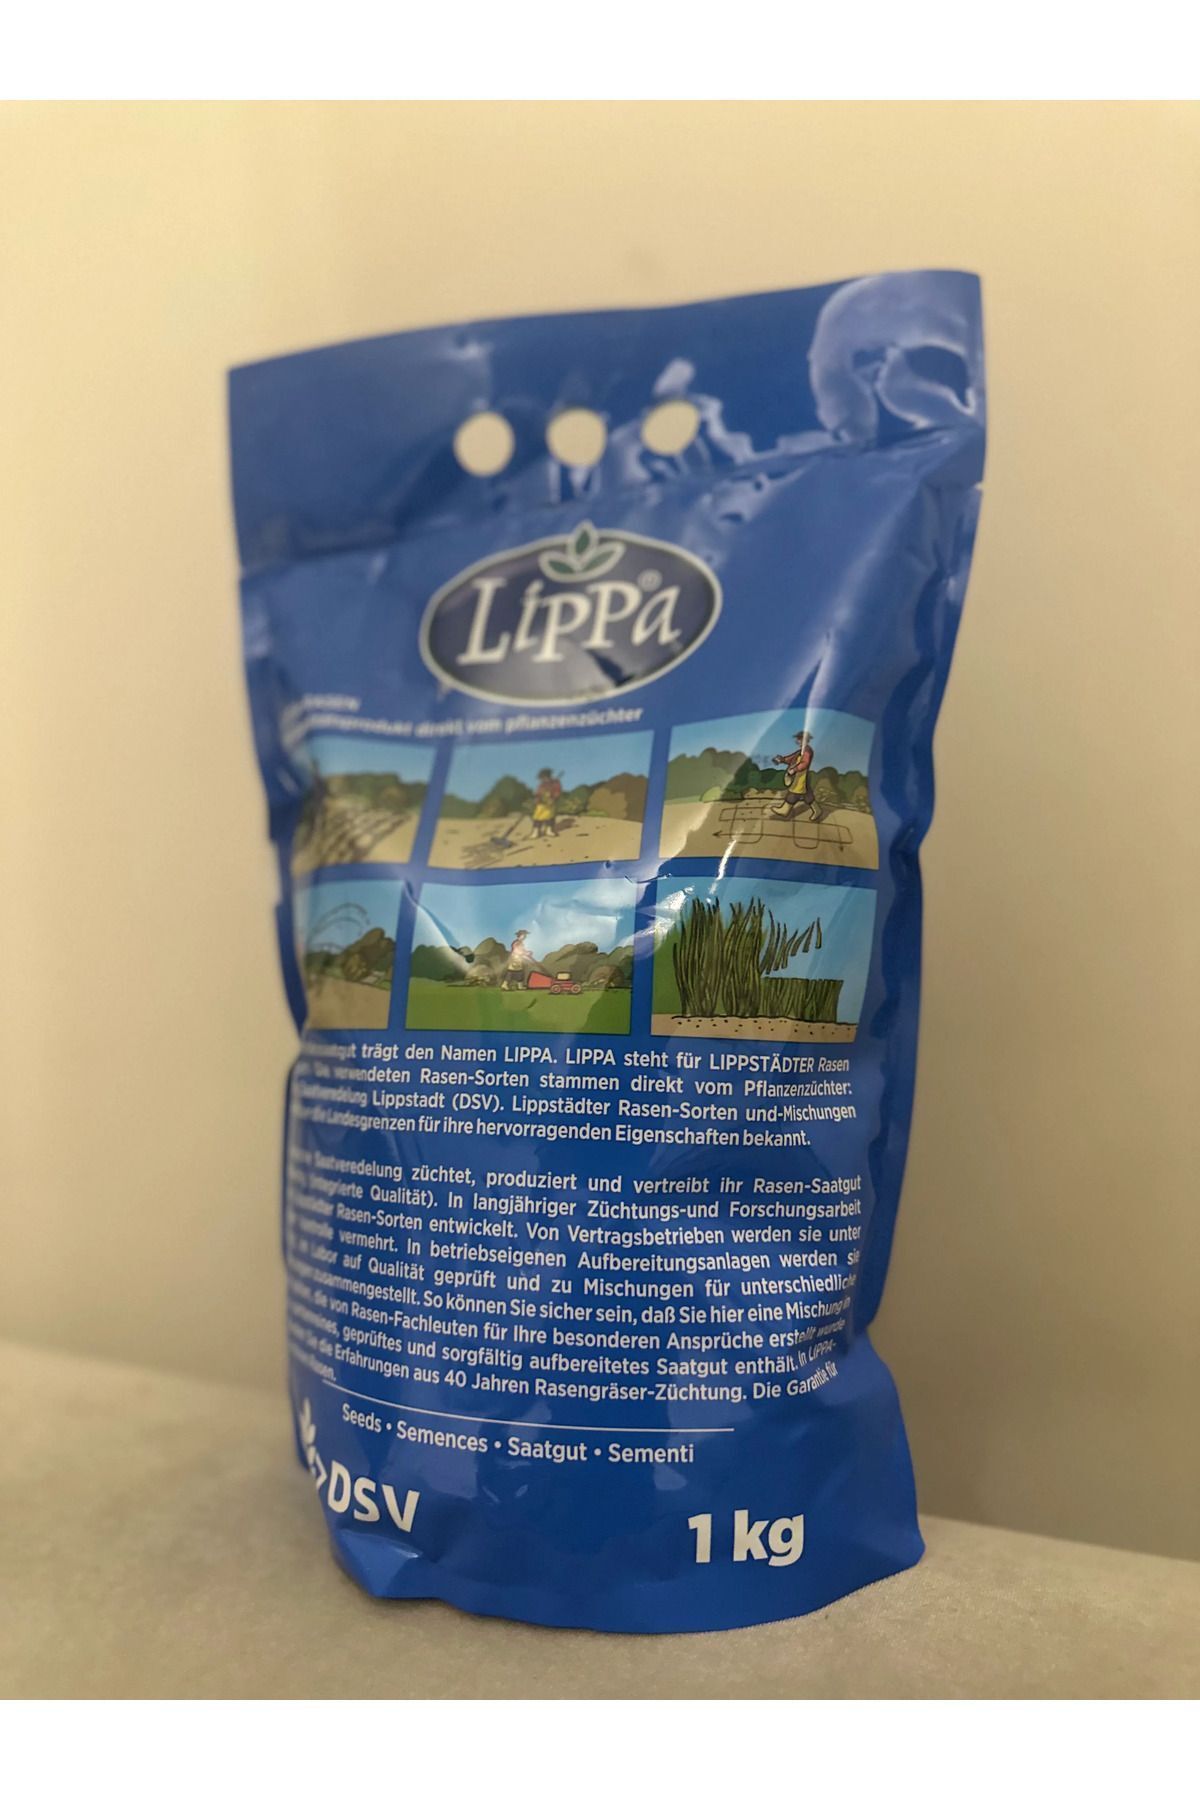 LiPPa®
direkt vom pflanzenzüchter
trägt den Namen LIPPA. LIPPA steht für LIPPSTÄDTER Rasen
verwendeten Rasen-Sorten stammen direkt vom Pflanzenzüchter:
Saatveredelung Lippstadt (DSV). Lippstädter Rasen-Sorten und-Mischungen
die Landesgrenzen für ihre hervorragenden Eigenschaften bekannt.
Saatveredelung züchtet, produziert und vertreibt ihr Rasen-Saatgut
(integrierte Qualität). In langjähriger Züchtungs-und Forschungsarbeit
Rasen-Sorten entwickelt. Von Vertragsbetrieben werden sie unter
vermehrt. In betriebseigenen Aufbereitungsanlagen werden sie
im Labor auf Qualität geprüft und zu Mischungen für unterschiedliche
zusammengestellt. So können Sie sicher sein, daß Sie hier eine Mischung in
die von Rasen-Fachleuten für Ihre besonderen Ansprüche erstellt wurde
geprüftes und sorgfältig aufbereitetes Saatgut enthält. In LIPPA-
Sie die Erfahrungen aus 40 Jahren Rasengräser-Züchtung. Die Garantie für
Seeds • Semences • Saatgut • Sementi
DSV
1 kg